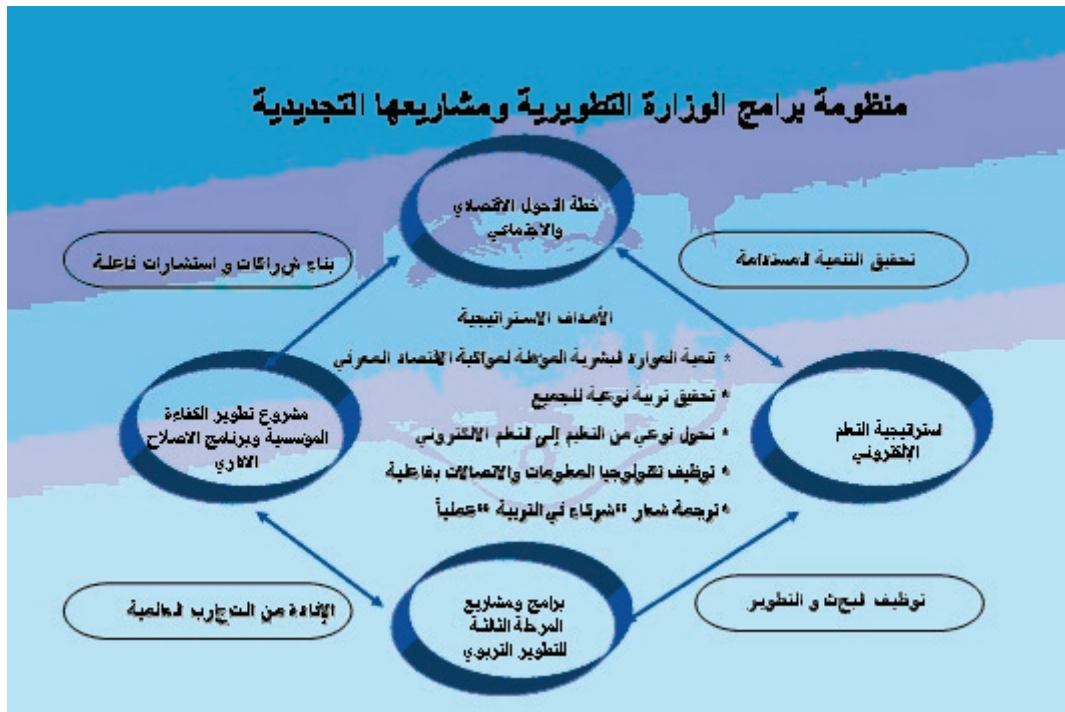 منظومة برامج الوزارة التطويرية ومشاريعها التجديدية
خطة التحول الاقتصادي
والاجتماعي
تحقيق التنمية المستدامة
بناء شراكات و استشارات فاعلة
الأهداف الاستراتيجية
* تنمية الموارد البشرية المؤهلة لمواكبة الاقتصاد المعرفي
* تحقيق تربية نوعية للجميع
* تحول نوعي من التعليم إلى التعلم الالكتروني
* توظيف تكنولوجيا المعلومات والاتصالات بفاعلية
* ترجمة شعار "شركاء في التربية" عملياً
استراتيجية التعلم
الإلكتروني
مشروع تطوير الكفاءة
المؤسسية وبرنامج الاصلاح
الاداري
برامج ومشاريع
المرحلة الثالثة
للتطوير التربوي
توظيف البحث و التطوير
الإفادة من التجارب العالمية